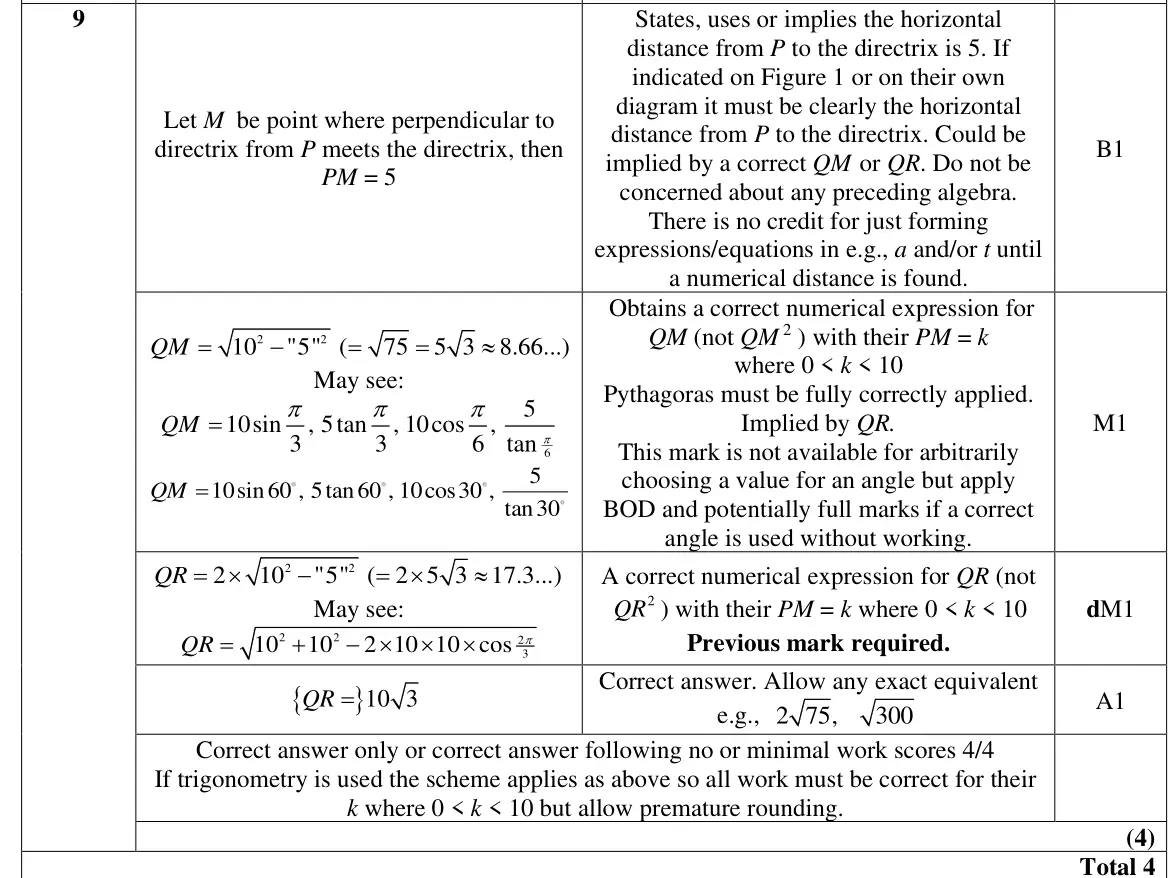 9
Let M be point where perpendicular to
directrix from P meets the directrix, then
PM = 5
States, uses or implies the horizontal
distance from P to the directrix is 5. If
indicated on Figure 1 or on their own
diagram it must be clearly the horizontal
distance from P to the directrix. Could be
implied by a correct QM or QR. Do not be
concerned about any preceding algebra.
There is no credit for just forming
expressions/equations in e.g., a and/or t until
a numerical distance is found.
B1
QM = √(10² − "5"²) (= √75 = 5√3 ≈ 8.66...)
May see:
QM = 10 sin π/3, 5 tan π/3, 10 cos π/6, 5/tan π/6
QM = 10 sin 60°, 5 tan 60°, 10 cos 30°, 5/tan 30°
Obtains a correct numerical expression for
QM (not QM²) with their PM = k
where 0 < k < 10
Pythagoras must be fully correctly applied.
Implied by QR.
This mark is not available for arbitrarily
choosing a value for an angle but apply
BOD and potentially full marks if a correct
angle is used without working.
M1
QR = 2 × √(10² − "5"²) (= 2 × 5√3 ≈ 17.3...)
May see:
QR = √(10² + 10² − 2 × 10 × 10 × cos 2π/3)
A correct numerical expression for QR (not
QR²) with their PM = k where 0 < k < 10
Previous mark required.
dM1
{QR =} 10√3
Correct answer. Allow any exact equivalent
e.g., 2√75, √300
A1
Correct answer only or correct answer following no or minimal work scores 4/4
If trigonometry is used the scheme applies as above so all work must be correct for their
k where 0 < k < 10 but allow premature rounding.
(4)
Total 4